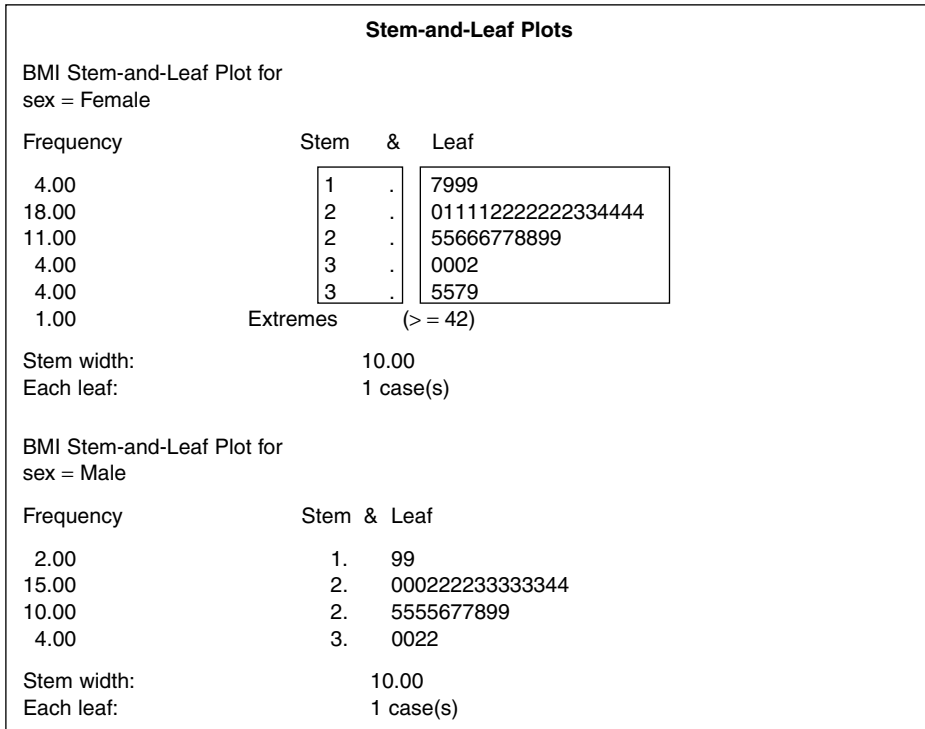 Stem-and-Leaf Plots
BMI Stem-and-Leaf Plot for
sex = Female
Frequency Stem & Leaf
4.00 1 . 7999
18.00 2 . 011112222222334444
11.00 2 . 55666778899
4.00 3 . 0002
4.00 3 . 5579
1.00 Extremes (> = 42)
Stem width: 10.00
Each leaf: 1 case(s)
BMI Stem-and-Leaf Plot for
sex = Male
Frequency Stem & Leaf
2.00 1. 99
15.00 2. 000222233333344
10.00 2. 5555677899
4.00 3. 0022
Stem width: 10.00
Each leaf: 1 case(s)